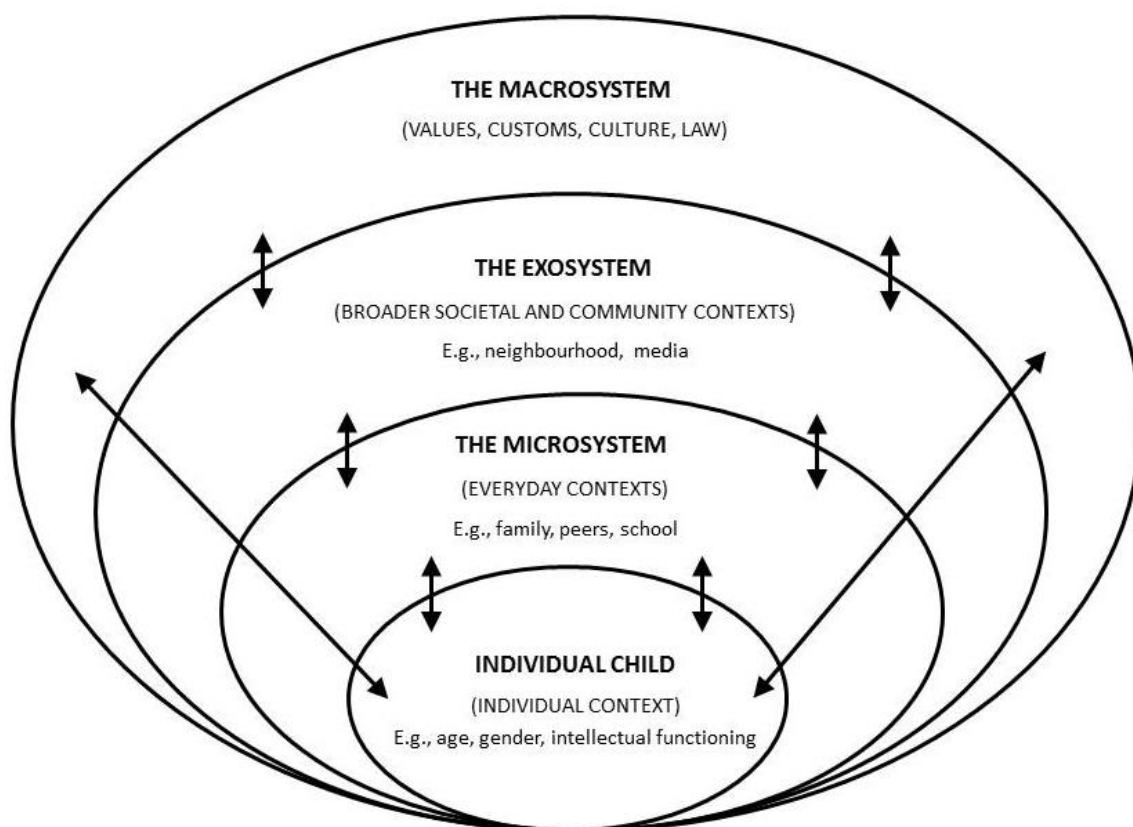 THE MACROSYSTEM
(VALUES, CUSTOMS, CULTURE, LAW)
THE EXOSYSTEM
(BROADER SOCIETAL AND COMMUNITY CONTEXTS)
E.g., neighbourhood, media
THE MICROSYSTEM
(EVERYDAY CONTEXTS)
E.g., family, peers, school
INDIVIDUAL CHILD
(INDIVIDUAL CONTEXT)
E.g., age, gender, intellectual functioning